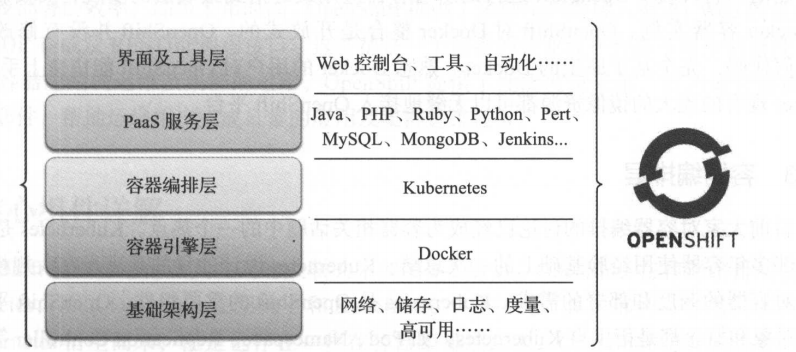 界面及工具层
Web 控制台、工具、自动化……
PaaS 服务层
Java、PHP、Ruby、Python、Pert、
MySQL、MongoDB、Jenkins...
容器编排层
Kubernetes
容器引擎层
Docker
基础架构层
网络、储存、日志、度量、
高可用……
OPENSHIFT